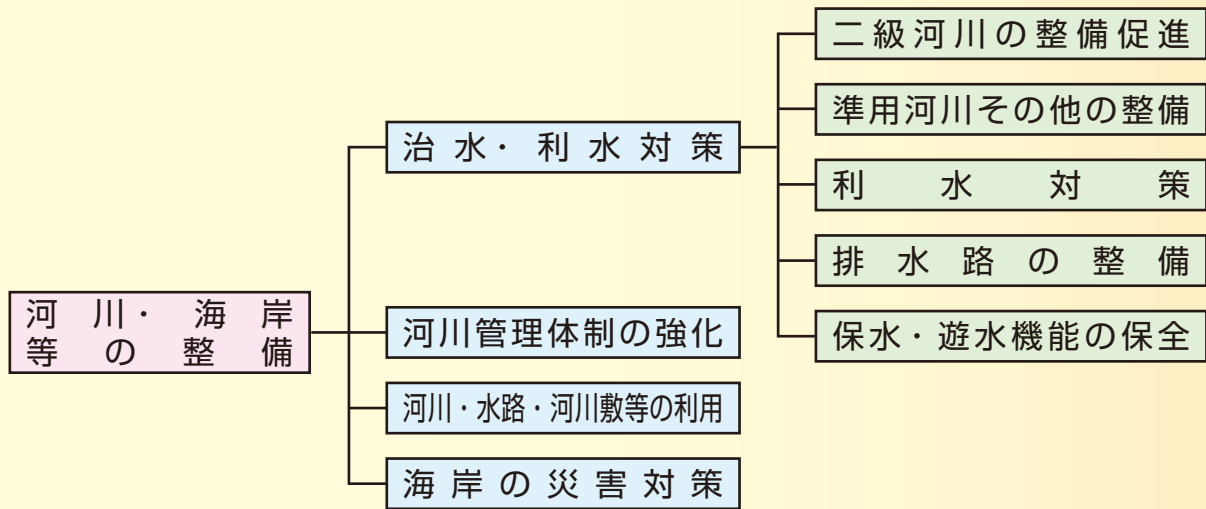 河川・海岸
等の整備
治水・利水対策
河川管理体制の強化
河川・水路・河川敷等の利用
海岸の災害対策
二級河川の整備促進
準用河川その他の整備
利水対策
排水路の整備
保水・遊水機能の保全